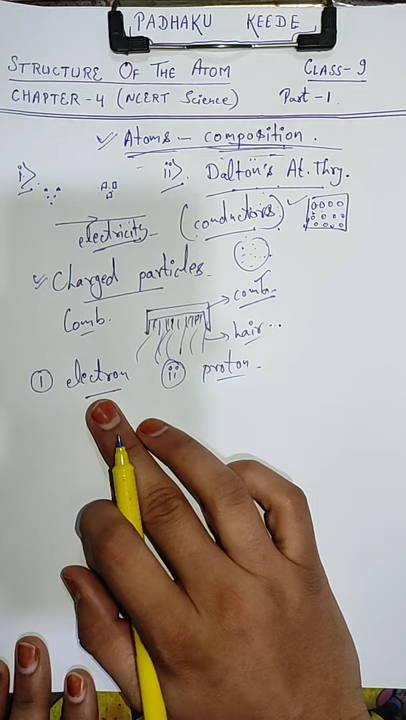 PADHAKU KEEDE
STRUCTURE OF THE ATOM CLASS-9
CHAPTER-4 (NCERT Science) Part-1.
Atoms - composition.
i> ii>. Dalton's At. Thry.
electricity (conductors)
Charged particles.
Comb. comb.
hair..
① electron ⓘⓘ proton.